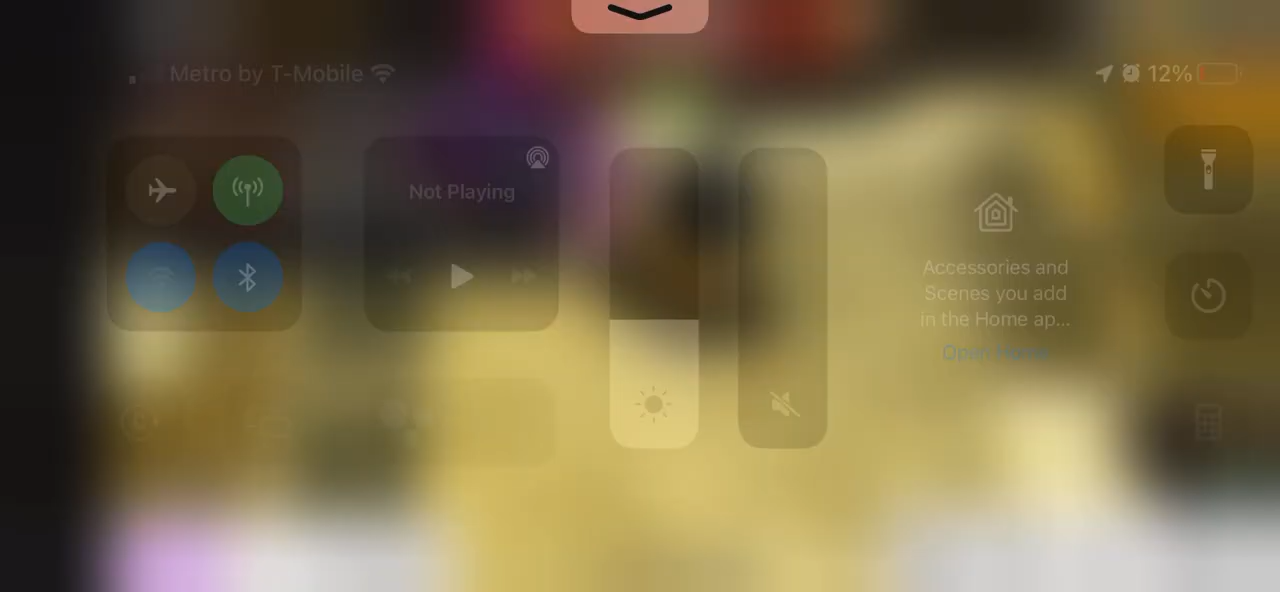 Metro by T-Mobile
12%
Not Playing
Accessories and
Scenes you add
in the Home ap...
Open Home